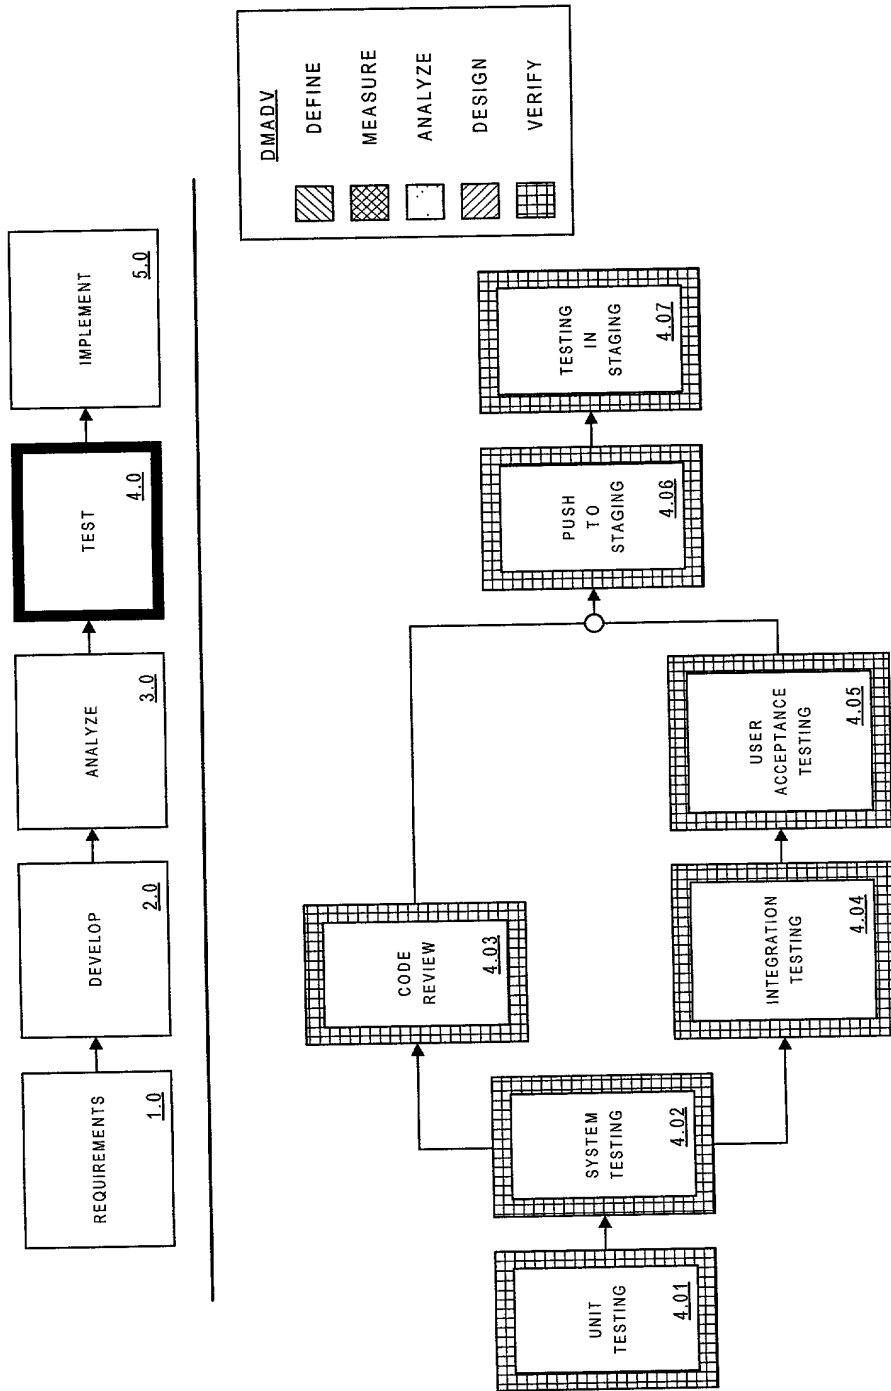 REQUIREMENTS
1.0
DEVELOP
2.0
ANALYZE
3.0
TEST
4.0
IMPLEMENT
5.0
UNIT
TESTING
4.01
SYSTEM
TESTING
4.02
CODE
REVIEW
4.03
INTEGRATION
TESTING
4.04
USER
ACCEPTANCE
TESTING
4.05
PUSH
TO
STAGING
4.06
TESTING
IN
STAGING
4.07
DMADV
DEFINE
MEASURE
ANALYZE
DESIGN
VERIFY